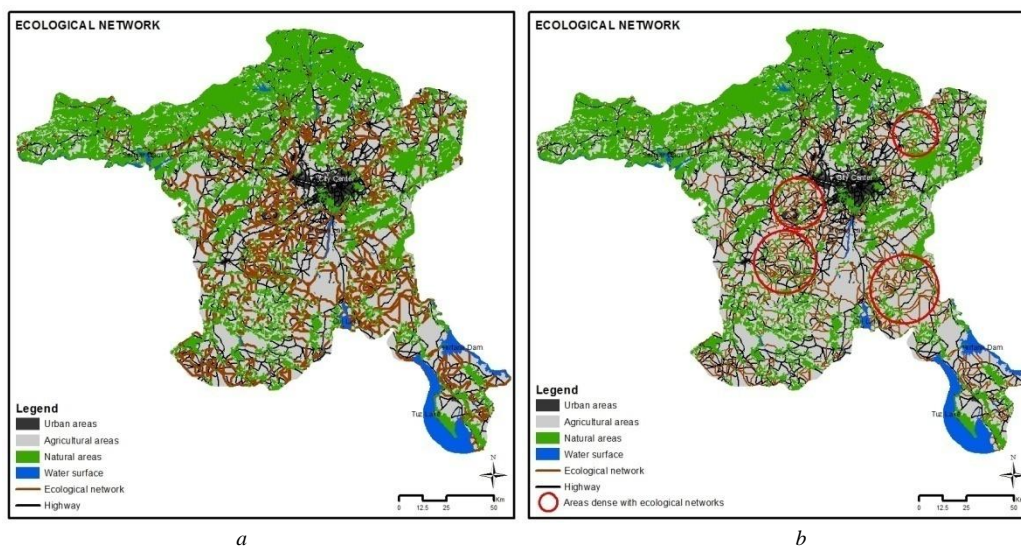 ECOLOGICAL NETWORK
City Center
Tuz Lake
Legend
Urban areas
Agricultural areas
Natural areas
Water surface
Ecological network
Highway
N
Km
0 12.5 25 50
a
ECOLOGICAL NETWORK
City Center
Dam
Tuz Lake
Legend
Urban areas
Agricultural areas
Natural areas
Water surface
Ecological network
Highway
Areas dense with ecological networks
N
Km
0 12.5 25 50
b